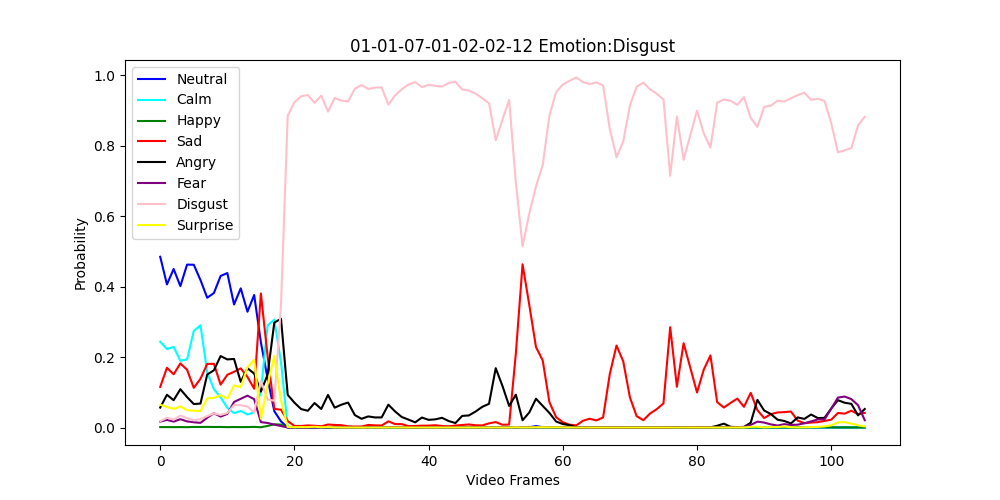 01-01-07-01-02-02-12 Emotion:Disgust
Neutral
Calm
Happy
Sad
Angry
Fear
Disgust
Surprise
Probability
1.0
0.8
0.6
0.4
0.2
0.0
0
20
40
60
80
100
Video Frames